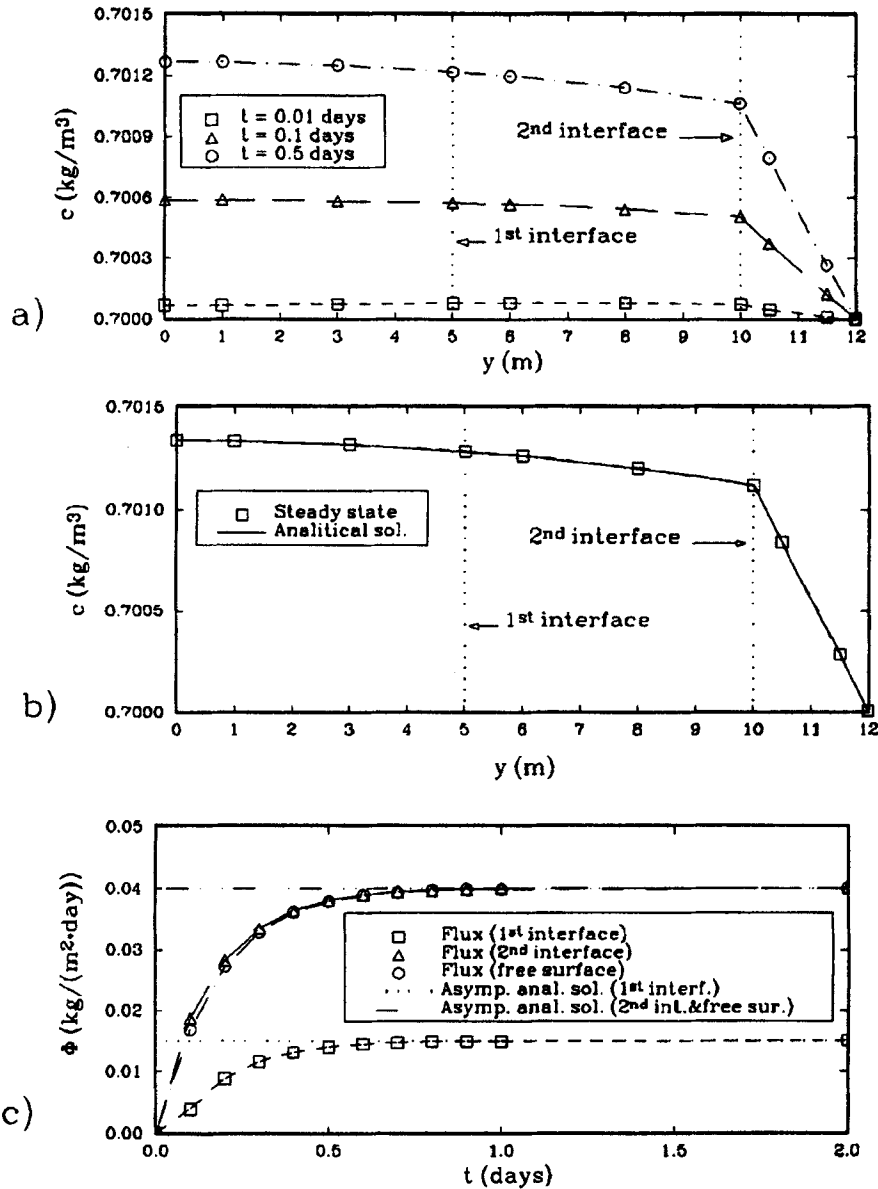 0.7015
0.7012
0.7009
0.7006
0.7003
0.7000
c (kg/m³)
t = 0.01 days
t = 0.1 days
t = 0.5 days
2nd interface
1st interface
a)
0 1 2 3 4 5 6 7 8 9 10 11 12
y (m)
0.7015
0.7010
0.7005
0.7000
c (kg/m³)
Steady state
Analitical sol.
2nd interface
1st interface
b)
0 1 2 3 4 5 6 7 8 9 10 11 12
y (m)
0.05
0.04
0.03
0.02
0.01
0.00
Φ (kg/(m²·day))
Flux (1st interface)
Flux (2nd interface)
Flux (free surface)
Asymp. anal. sol. (1st interf.)
Asymp. anal. sol. (2nd int.&free sur.)
c)
0.0 0.5 1.0 1.5 2.0
t (days)